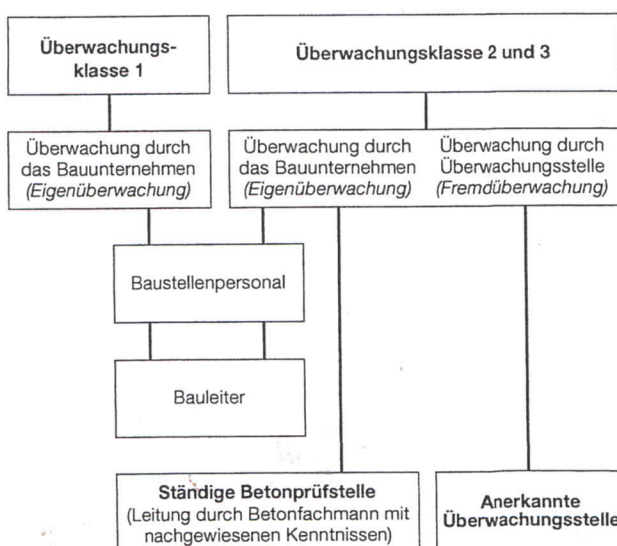 Überwachungs-
klasse 1
Überwachungsklasse 2 und 3
Überwachung durch
das Bauunternehmen
(Eigenüberwachung)
Überwachung durch
das Bauunternehmen
(Eigenüberwachung)
Überwachung durch
Überwachungsstelle
(Fremdüberwachung)
Baustellenpersonal
Bauleiter
Ständige Betonprüfstelle
(Leitung durch Betonfachmann mit
nachgewiesenen Kenntnissen)
Anerkannte
Überwachungsstelle